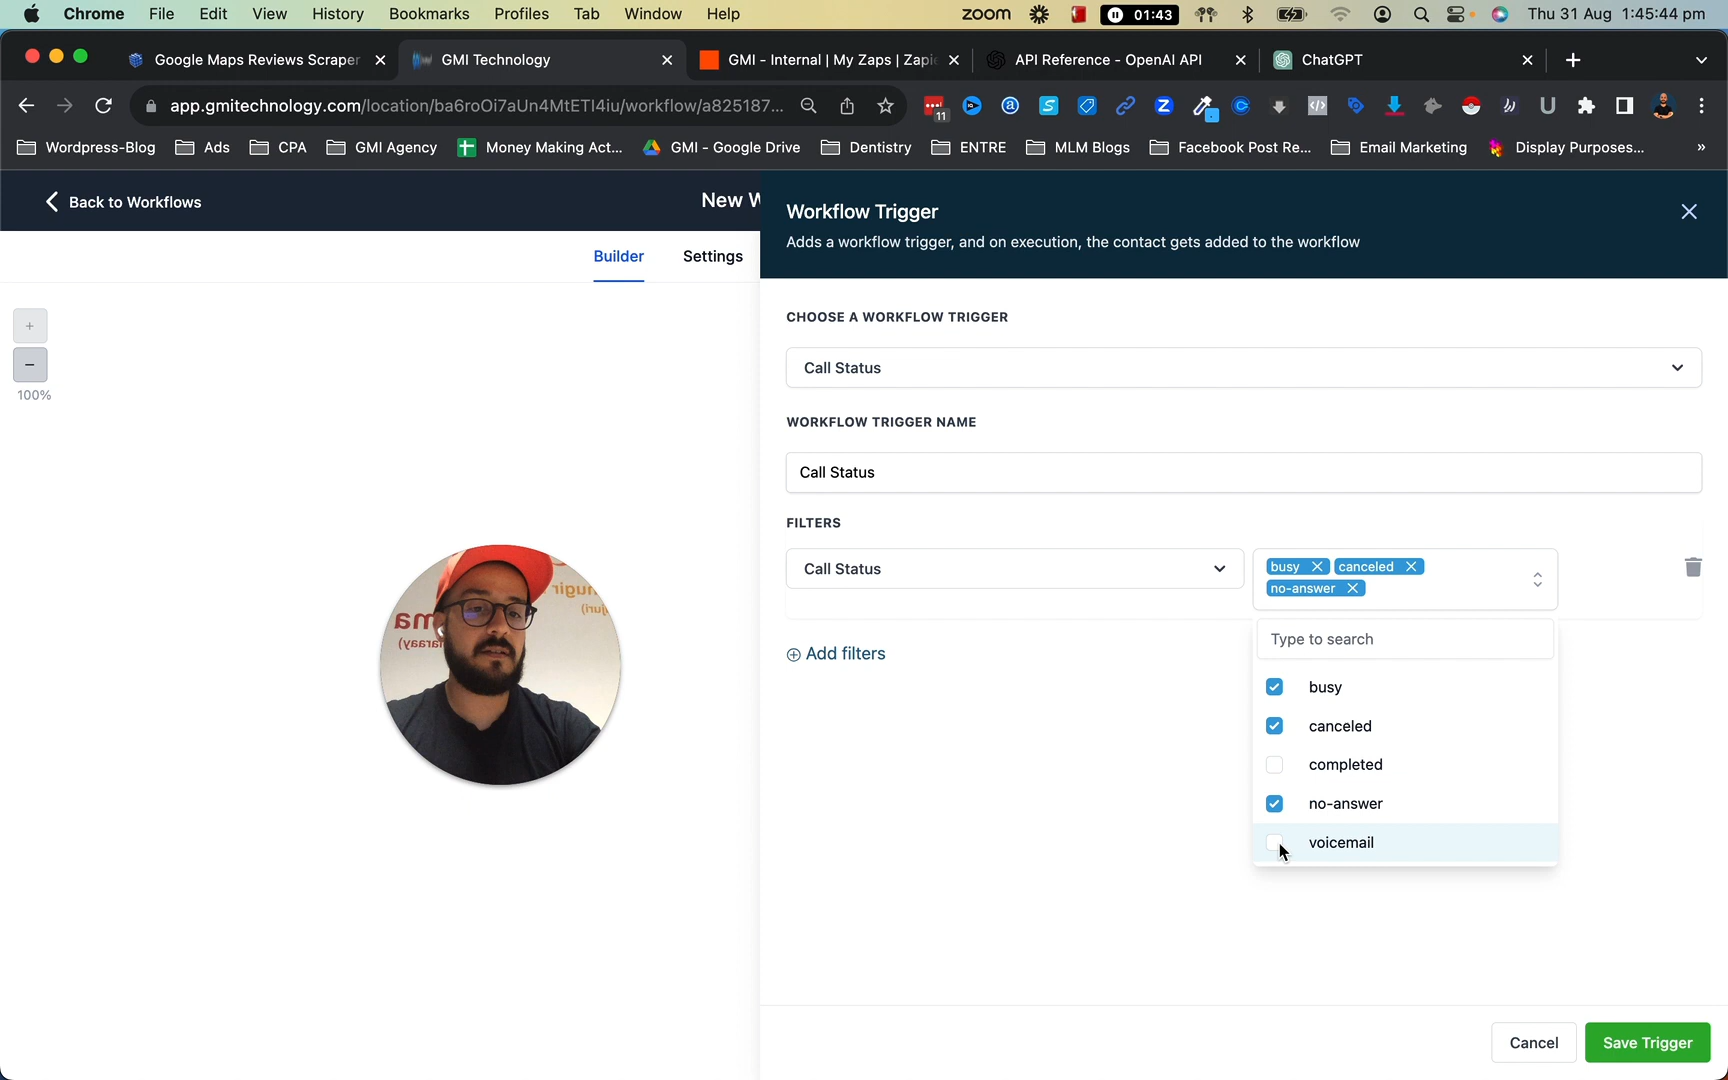 Chrome File Edit View History Bookmarks Profiles Tab Window Help zoom 01:43 Thu 31 Aug 1:45:44 pm
Google Maps Reviews Scraper GMI Technology GMI - Internal | My Zaps | Zapie API Reference - OpenAI API ChatGPT
app.gmitechnology.com/location/ba6roOi7aUn4MtETI4iu/workflow/a825187... 11
Wordpress-Blog Ads CPA GMI Agency Money Making Act... GMI - Google Drive Dentistry ENTRE MLM Blogs Facebook Post Re... Email Marketing Display Purposes... »
Back to Workflows
New W
Builder Settings
+
−
100%
Workflow Trigger
Adds a workflow trigger, and on execution, the contact gets added to the workflow
CHOOSE A WORKFLOW TRIGGER
Call Status
WORKFLOW TRIGGER NAME
Call Status
FILTERS
Call Status
busy canceled
no-answer
Add filters
Type to search
busy
canceled
completed
no-answer
voicemail
Cancel Save Trigger